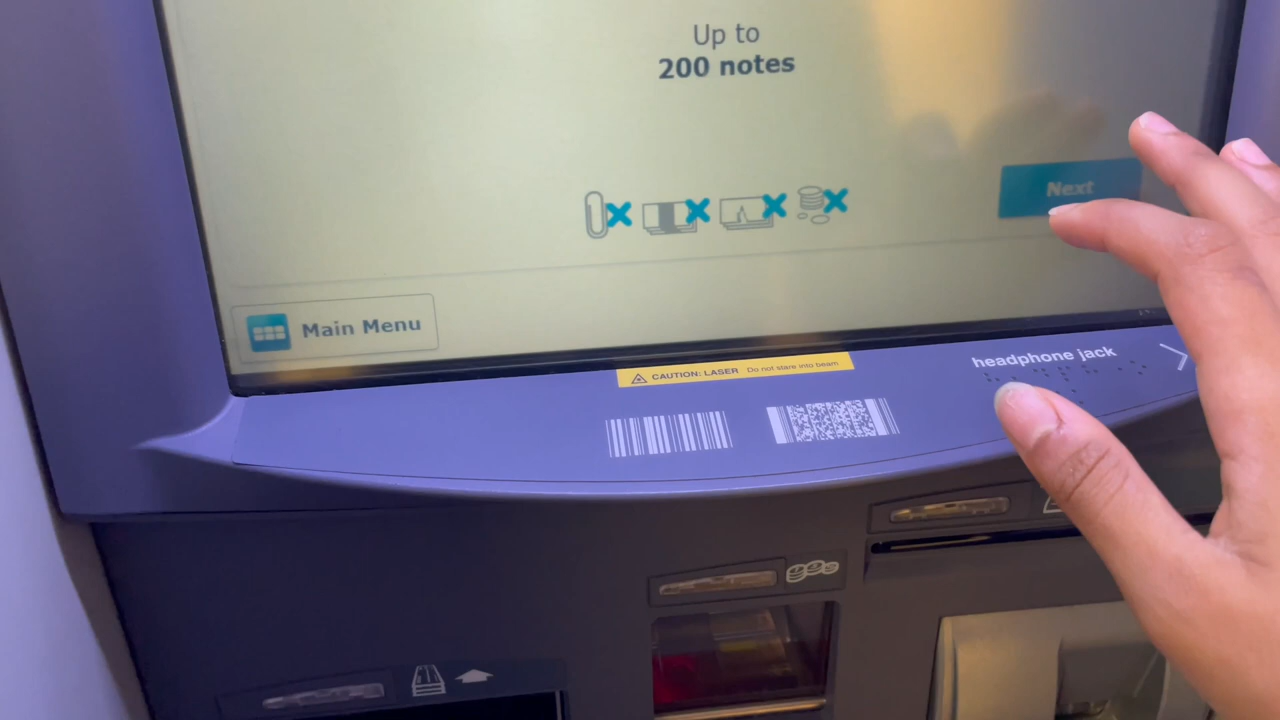 Up to
200 notes
Next
Main Menu
CAUTION: LASER Do not stare into beam
headphone jack